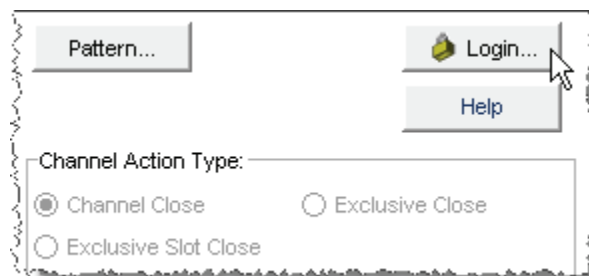 Pattern... Login...
Help
Channel Action Type:
Channel Close Exclusive Close
Exclusive Slot Close